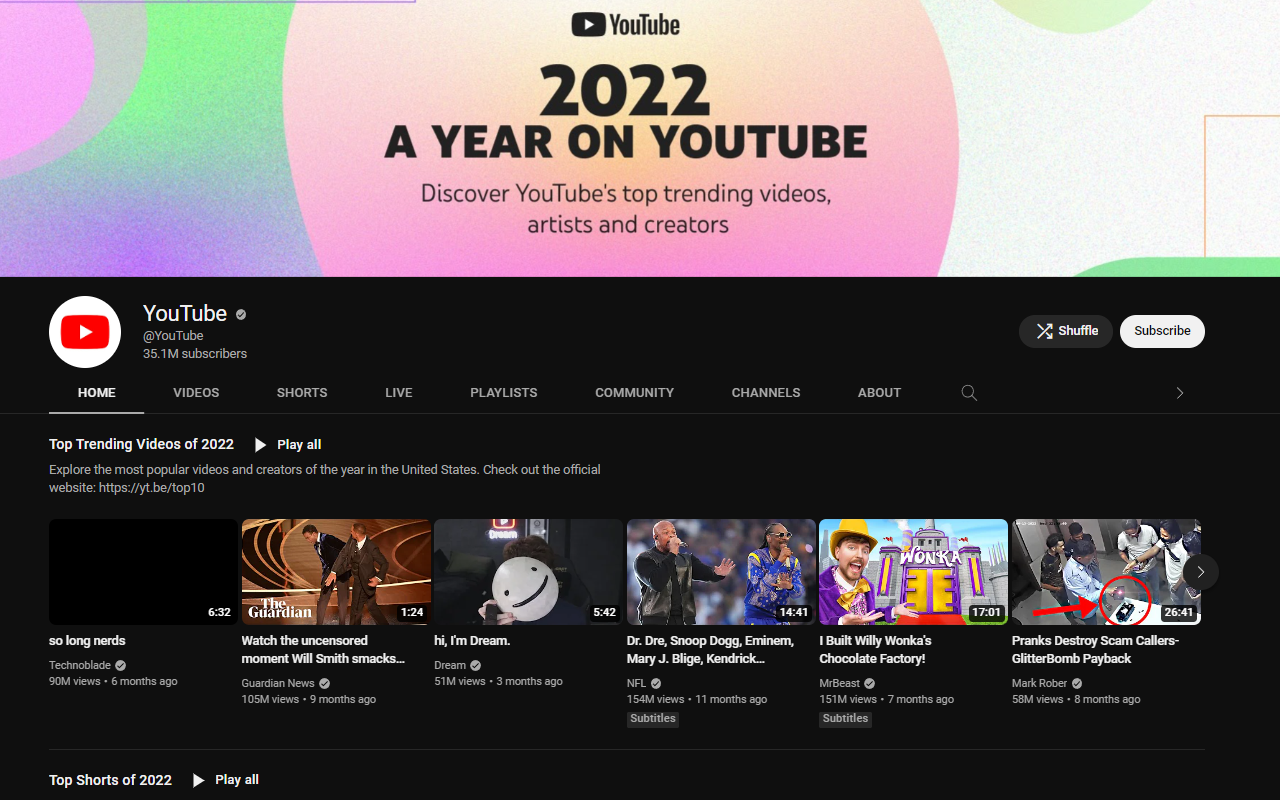 YouTube
2022
A YEAR ON YOUTUBE
Discover YouTube's top trending videos,
artists and creators
YouTube
@YouTube
35.1M subscribers
Shuffle
Subscribe
HOME
VIDEOS
SHORTS
LIVE
PLAYLISTS
COMMUNITY
CHANNELS
ABOUT
Top Trending Videos of 2022
Play all
Explore the most popular videos and creators of the year in the United States. Check out the official
website: https://yt.be/top10
6:32
so long nerds
Technoblade
90M views • 6 months ago
The
Guardian
1:24
Watch the uncensored
moment Will Smith smacks...
Guardian News
105M views • 9 months ago
Dream
5:42
hi, I'm Dream.
Dream
51M views • 3 months ago
14:41
Dr. Dre, Snoop Dogg, Eminem,
Mary J. Blige, Kendrick...
NFL
154M views • 11 months ago
Subtitles
WONKA
17:01
I Built Willy Wonka's
Chocolate Factory!
MrBeast
151M views • 7 months ago
Subtitles
26:41
Pranks Destroy Scam Callers-
GlitterBomb Payback
Mark Rober
58M views • 8 months ago
Top Shorts of 2022
Play all